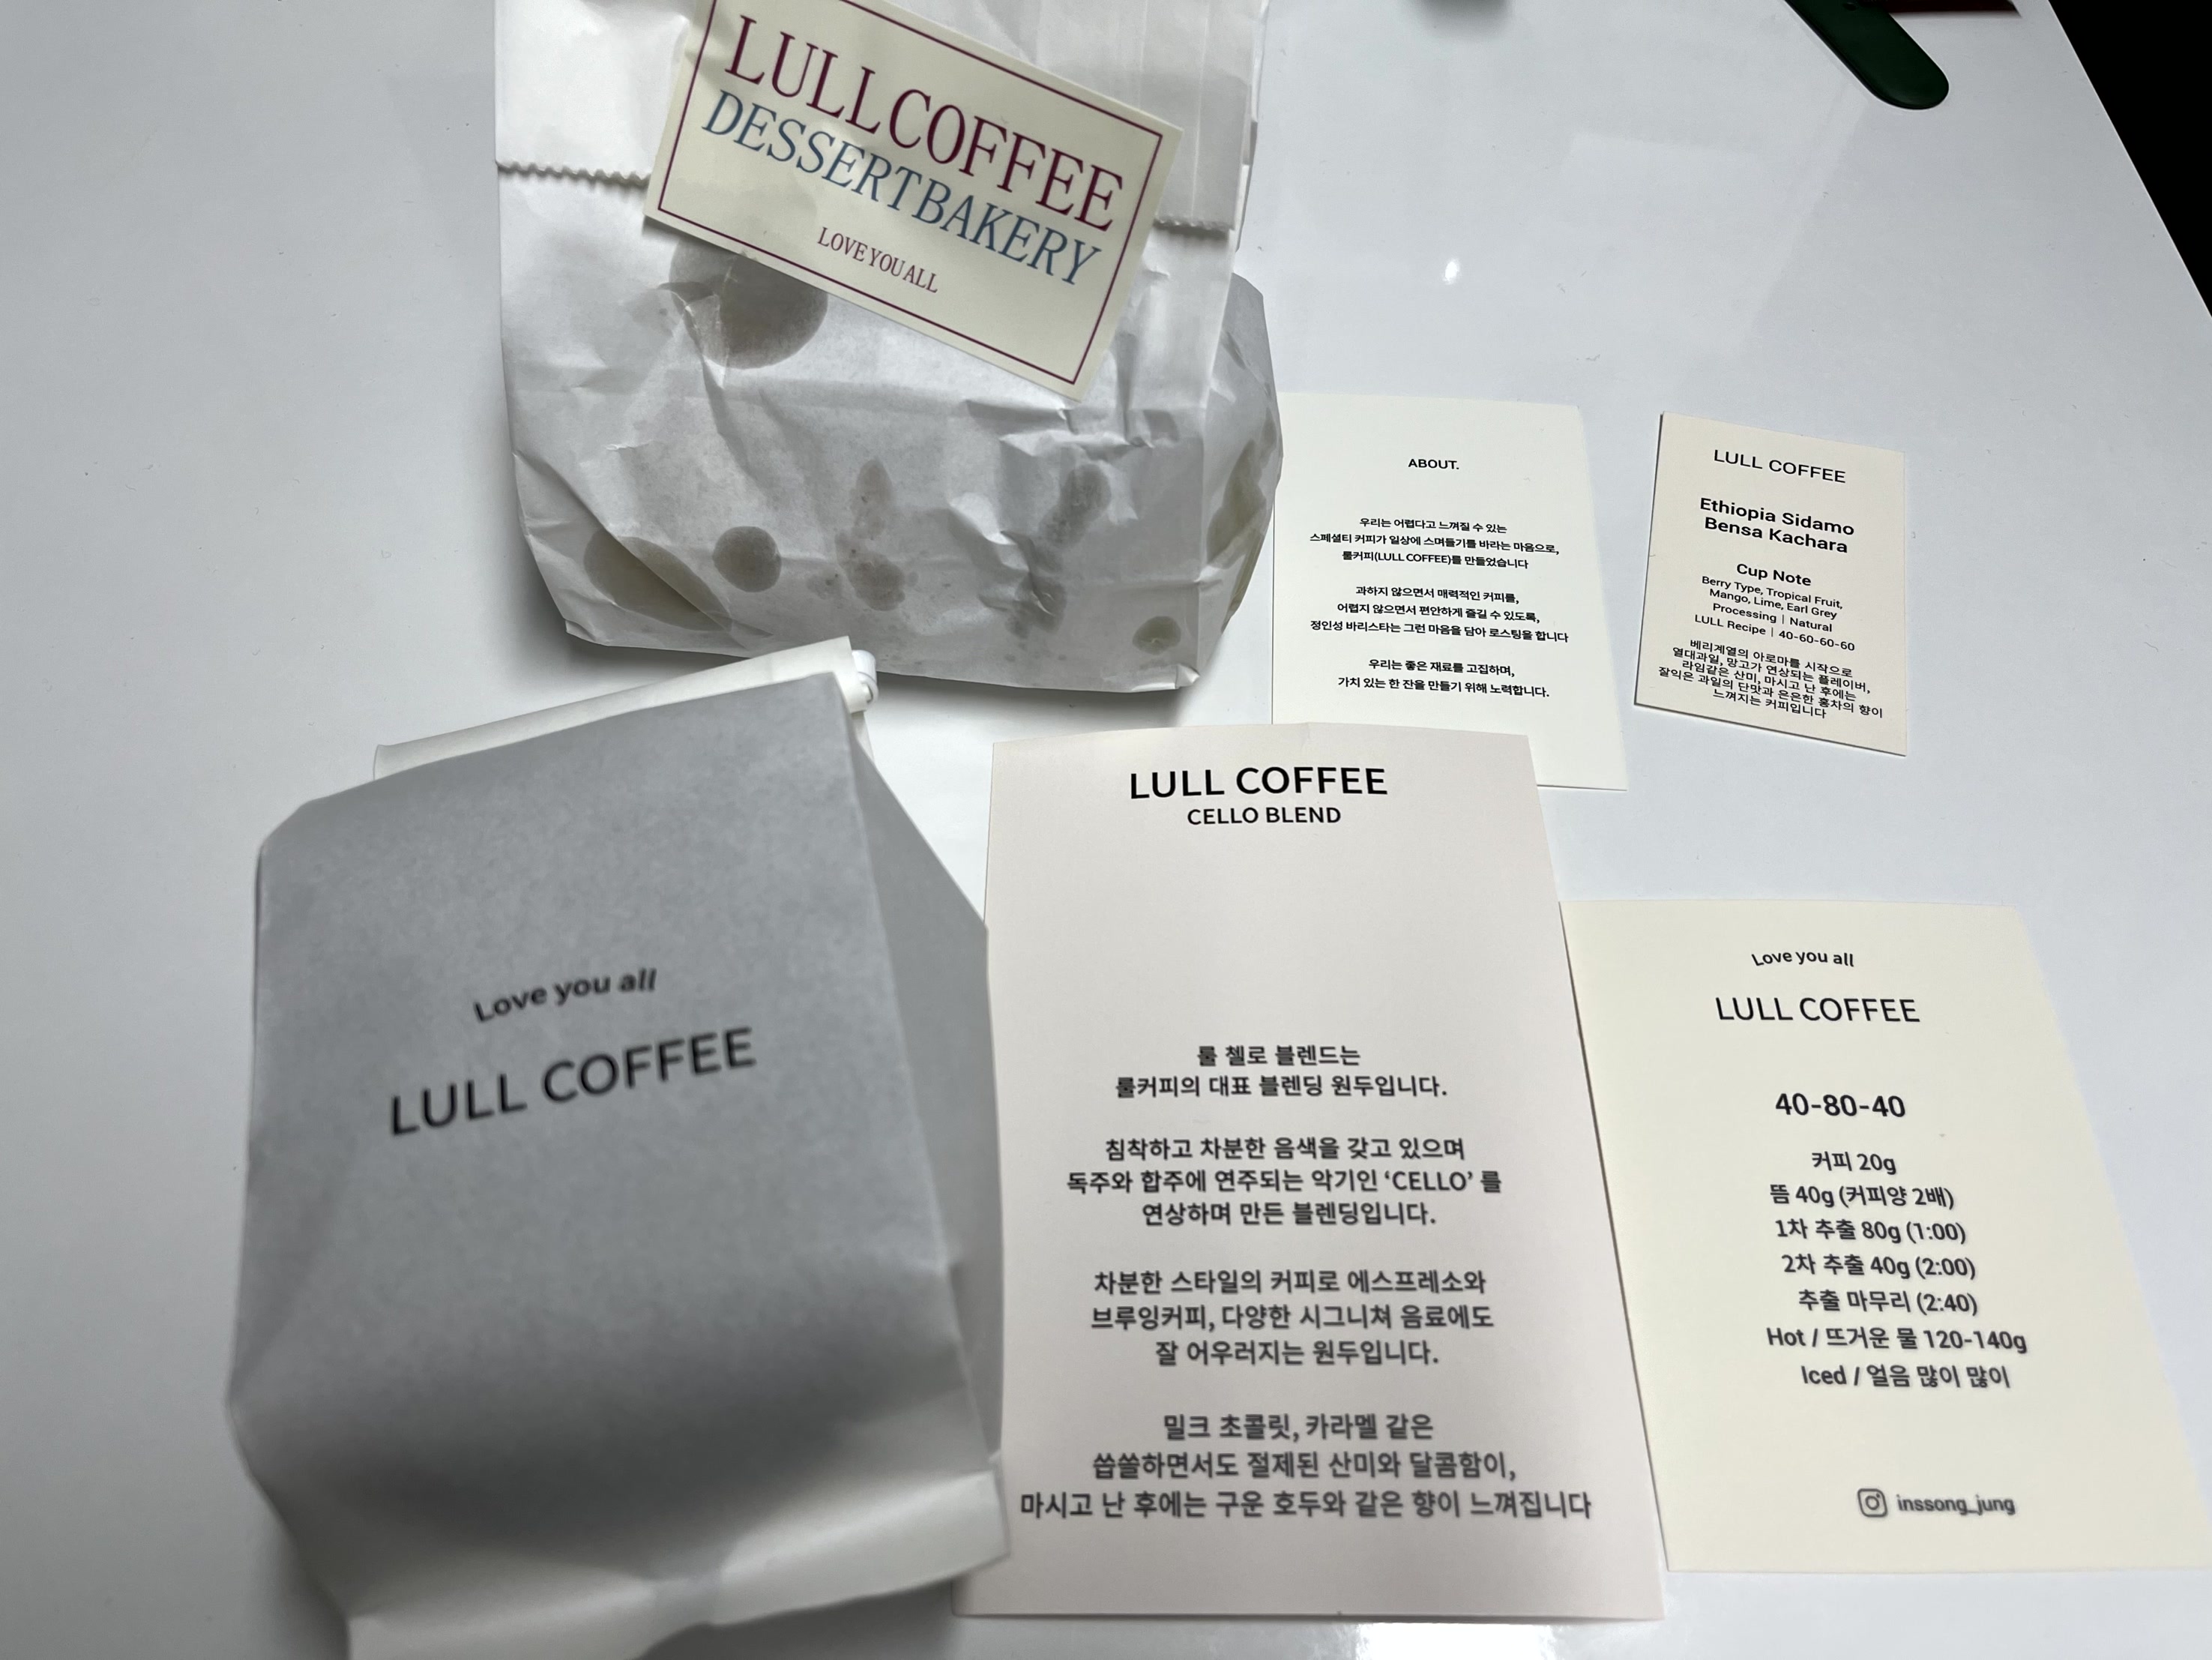 LULLCOFFEE
DESSERTBAKERY
LOVEYOUALL
ABOUT.
우리는 어렵다고 느껴질 수 있는
스페셜티 커피가 일상에 스며들기를 바라는 마음으로,
룰커피(LULL COFFEE)를 만들었습니다
과하지 않으면서 매력적인 커피를,
어렵지 않으면서 편안하게 즐길 수 있도록,
정인성 바리스타는 그런 마음을 담아 로스팅을 합니다
우리는 좋은 재료를 고집하며,
가치 있는 한 잔을 만들기 위해 노력합니다.
LULL COFFEE
Ethiopia Sidamo
Bensa Kachara
Cup Note
Berry Type, Tropical Fruit,
Mango, Lime, Earl Grey
Processing | Natural
LULL Recipe | 40-60-60-60
베리계열의 아로마를 시작으로
열대과일, 망고가 연상되는 플레이버,
라임같은 산미, 마시고 난 후에는
잘익은 과일의 단맛과 은은한 홍차의 향이
느껴지는 커피입니다
Love you all
LULL COFFEE
LULL COFFEE
CELLO BLEND
룰 첼로 블렌드는
룰커피의 대표 블렌딩 원두입니다.
침착하고 차분한 음색을 갖고 있으며
독주와 합주에 연주되는 악기인 ‘CELLO’ 를
연상하며 만든 블렌딩입니다.
차분한 스타일의 커피로 에스프레소와
브루잉커피, 다양한 시그니쳐 음료에도
잘 어우러지는 원두입니다.
밀크 초콜릿, 카라멜 같은
씁쓸하면서도 절제된 산미와 달콤함이,
마시고 난 후에는 구운 호두와 같은 향이 느껴집니다
Love you all
LULL COFFEE
40-80-40
커피 20g
뜸 40g (커피양 2배)
1차 추출 80g (1:00)
2차 추출 40g (2:00)
추출 마무리 (2:40)
Hot / 뜨거운 물 120-140g
Iced / 얼음 많이 많이
inssong_jung